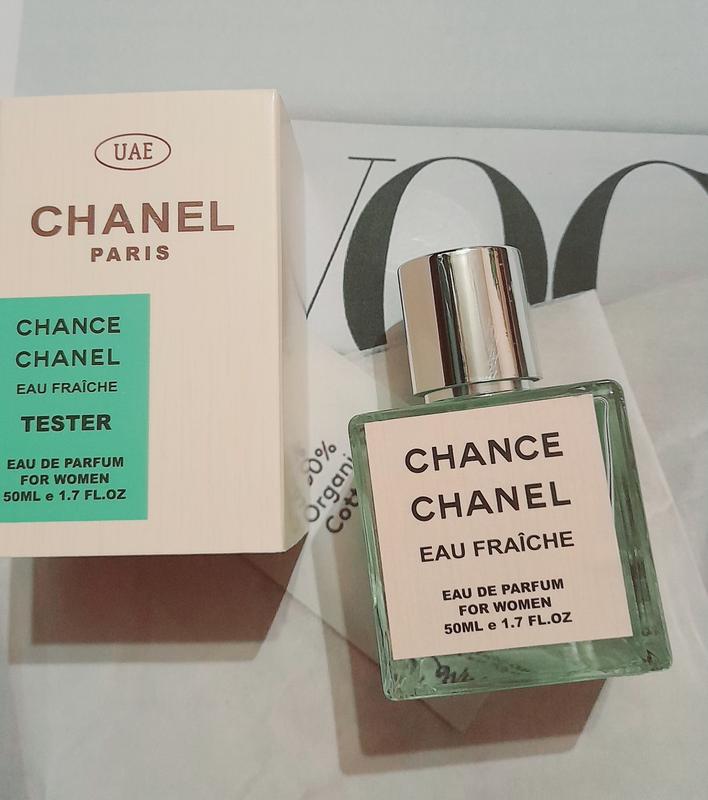 UAE
CHANEL
PARIS
CHANCE
CHANEL
EAU FRAÎCHE
TESTER
EAU DE PARFUM
FOR WOMEN
50ML e 1.7 FL.OZ
CHANCE
CHANEL
EAU FRAÎCHE
EAU DE PARFUM
FOR WOMEN
50ML e 1.7 FL.OZ